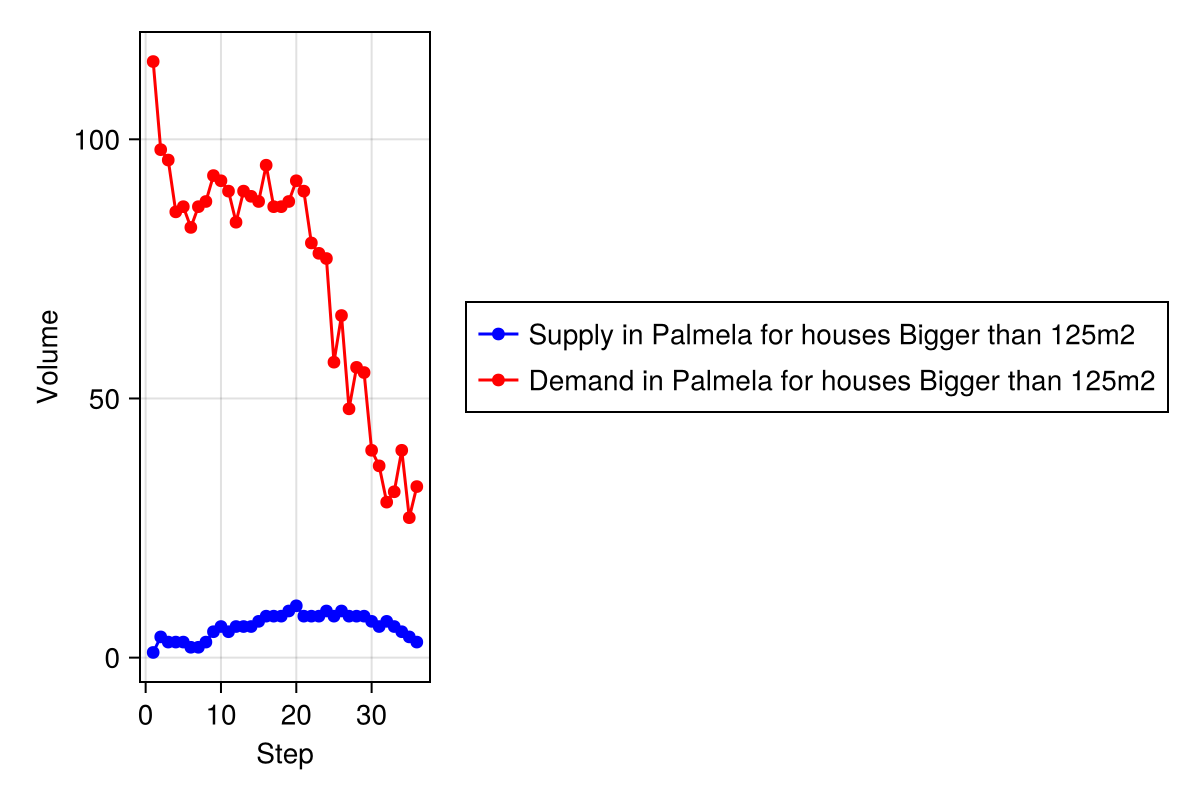 Volume
100
50
0
0 10 20 30
Step
Supply in Palmela for houses Bigger than 125m2
Demand in Palmela for houses Bigger than 125m2